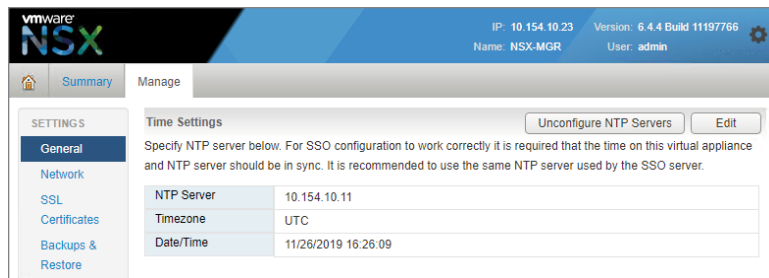 vmware
NSX
IP: 10.154.10.23 Version: 6.4.4 Build 11197766
Name: NSX-MGR User: admin
Summary Manage
SETTINGS
General
Network
SSL
Certificates
Backups &
Restore
Time Settings Unconfigure NTP Servers Edit
Specify NTP server below. For SSO configuration to work correctly it is required that the time on this virtual appliance
and NTP server should be in sync. It is recommended to use the same NTP server used by the SSO server.
NTP Server 10.154.10.11
Timezone UTC
Date/Time 11/26/2019 16:26:09